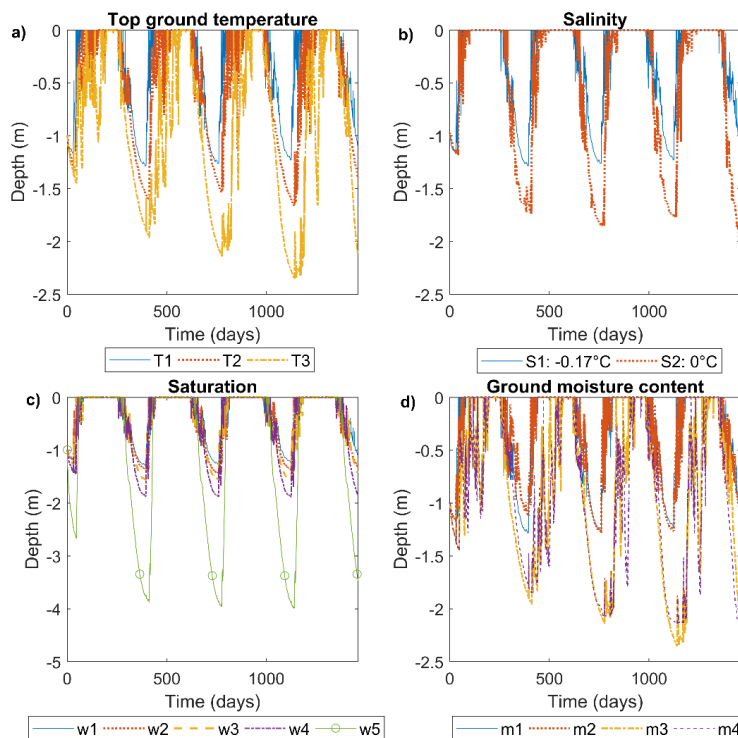 a) Top ground temperature
0
-0.5
-1
-1.5
-2
-2.5
Depth (m)
0 500 1000
Time (days)
T1 T2 T3
b) Salinity
0
-0.5
-1
-1.5
-2
-2.5
Depth (m)
0 500 1000
Time (days)
S1: -0.17°C S2: 0°C
c) Saturation
0
-1
-2
-3
-4
-5
Depth (m)
0 500 1000
Time (days)
w1 w2 w3 w4 w5
d) Ground moisture content
0
-0.5
-1
-1.5
-2
-2.5
Depth (m)
0 500 1000
Time (days)
m1 m2 m3 m4